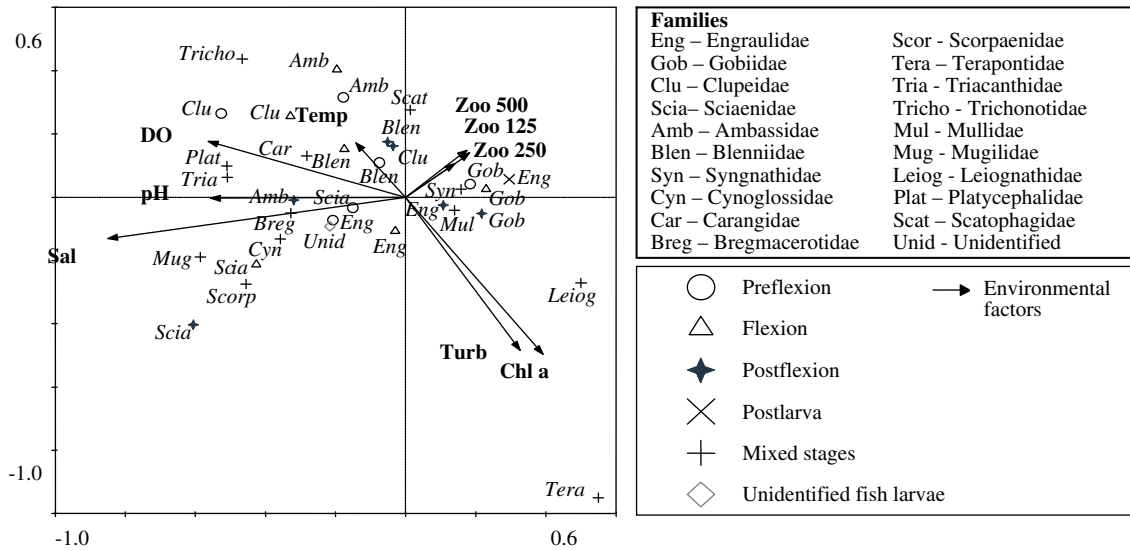 0.6
Tricho
Amb
Amb
Scat
Zoo 500
Clu
Clu
Temp
Blen
Zoo 125
DO
Car
Blen
Clu
Zoo 250
Plat
Blen
Gob
Eng
Tria
Syn
pH
Amb
Scia
Eng
Gob
Breg
Eng
Mul
Gob
Unid
Sal
Mug
Cyn
Eng
Scia
Scorp
Leiog
Scia
Turb
Chl a
-1.0
Tera
-1.0
0.6
Families
Eng – Engraulidae
Gob – Gobiidae
Clu – Clupeidae
Scia– Sciaenidae
Amb – Ambassidae
Blen – Blenniidae
Syn – Syngnathidae
Cyn – Cynoglossidae
Car – Carangidae
Breg – Bregmacerotidae
Scor - Scorpaenidae
Tera – Terapontidae
Tria - Triacanthidae
Tricho - Trichonotidae
Mul - Mullidae
Mug - Mugilidae
Leiog - Leiognathidae
Plat - Platycephalidae
Scat - Scatophagidae
Unid - Unidentified
Preflexion
Flexion
Postflexion
Postlarva
Mixed stages
Unidentified fish larvae
Environmental
factors